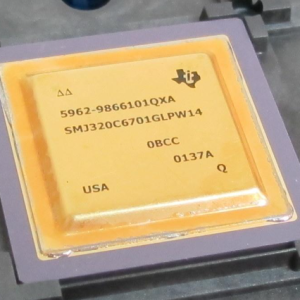 ΔΔ
5962-9866101QXA
SMJ320C6701GLPW14
0BCC
0137A
Q
USA